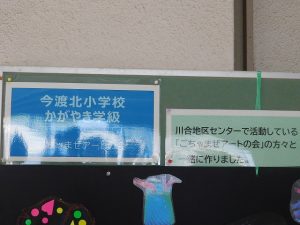 今渡北小学校
かがやき学級
川合地区センターで活動している
「ごちゃまぜアートの会」の方々と
一緒に作りました。